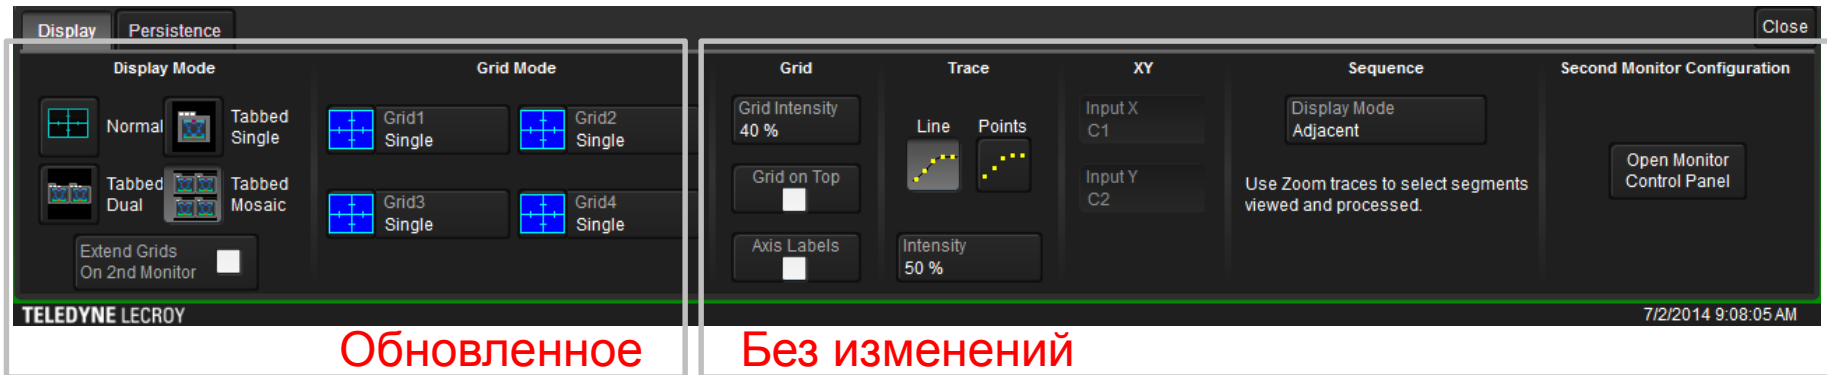 Display
Persistence
Close
Display Mode
Grid Mode
Grid
Trace
XY
Sequence
Second Monitor Configuration
Normal
Tabbed
Single
Tabbed
Dual
Tabbed
Mosaic
Extend Grids
On 2nd Monitor
Grid1
Single
Grid2
Single
Grid3
Single
Grid4
Single
Grid Intensity
40 %
Grid on Top
Axis Labels
Line
Points
Intensity
50 %
Input X
C1
Input Y
C2
Display Mode
Adjacent
Use Zoom traces to select segments
viewed and processed.
Open Monitor
Control Panel
TELEDYNE LECROY
7/2/2014 9:08:05 AM
Обновленное
Без изменений